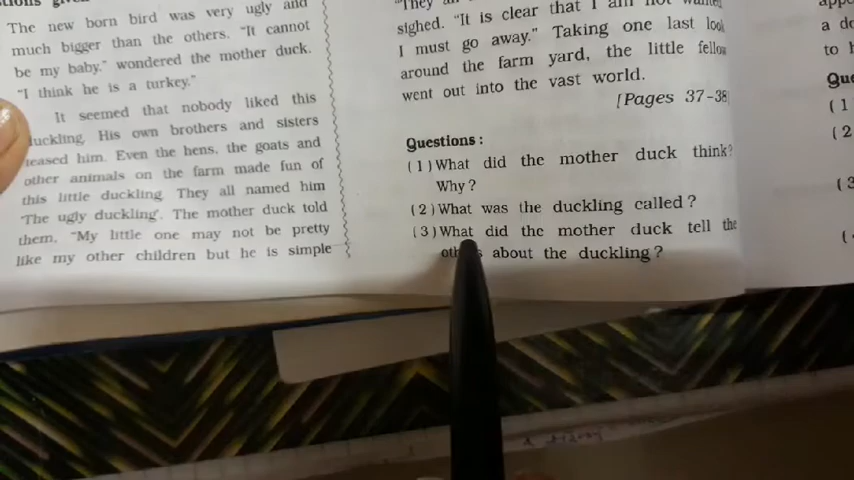 The new born bird was very ugly and
much bigger than the others. "It cannot
be my baby." wondered the mother duck.
"I think he is a turkey."
It seemed that nobody liked this
duckling. His own brothers and sisters
teased him. Even the hens, the goats and
other animals on the farm made fun of
this little duckling. They all named him
'The ugly duckling'. The mother duck told
them, "My little one may not be pretty
like my other children but he is simple
"They
sighed. "It is clear that I am not wanted
I must go away." Taking one last look
around the farm yard, the little fellow
went out into the vast world.
[Pages 37-38]
Questions :
(1) What did the mother duck think?
Why ?
(2) What was the duckling called ?
(3) What did the mother duck tell the
about the duckling ?
a
to
Qu
(1
(2
(3
(